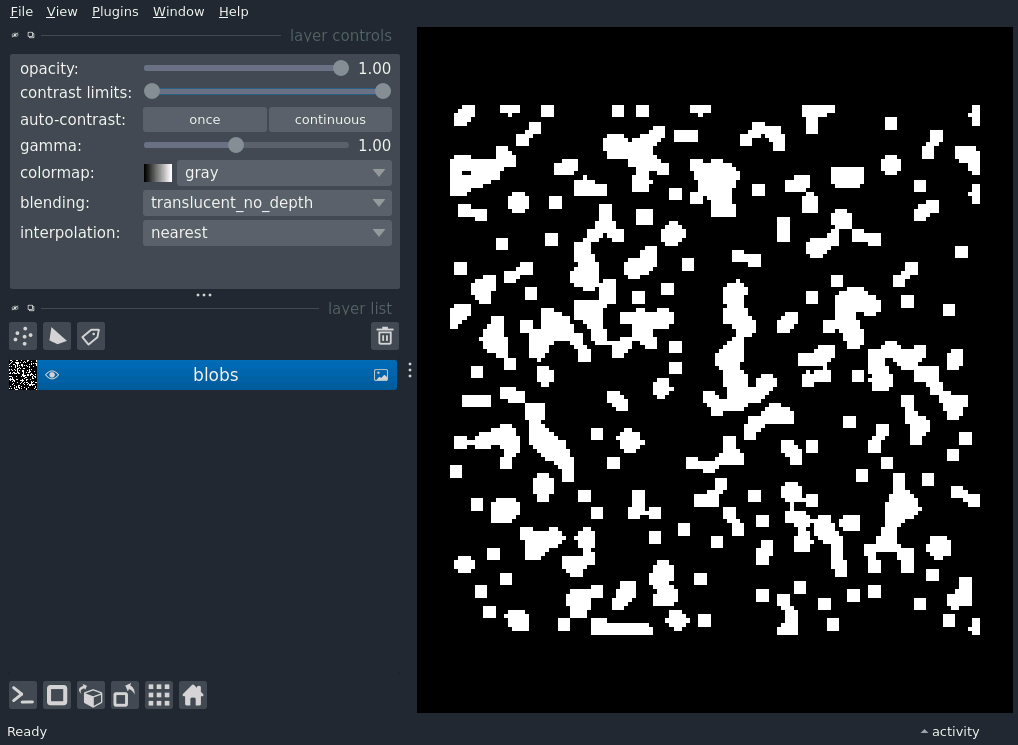 File View Plugins Window Help
layer controls
opacity: 1.00
contrast limits:
auto-contrast: once continuous
gamma: 1.00
colormap: gray
blending: translucent_no_depth
interpolation: nearest
layer list
blobs
Ready activity